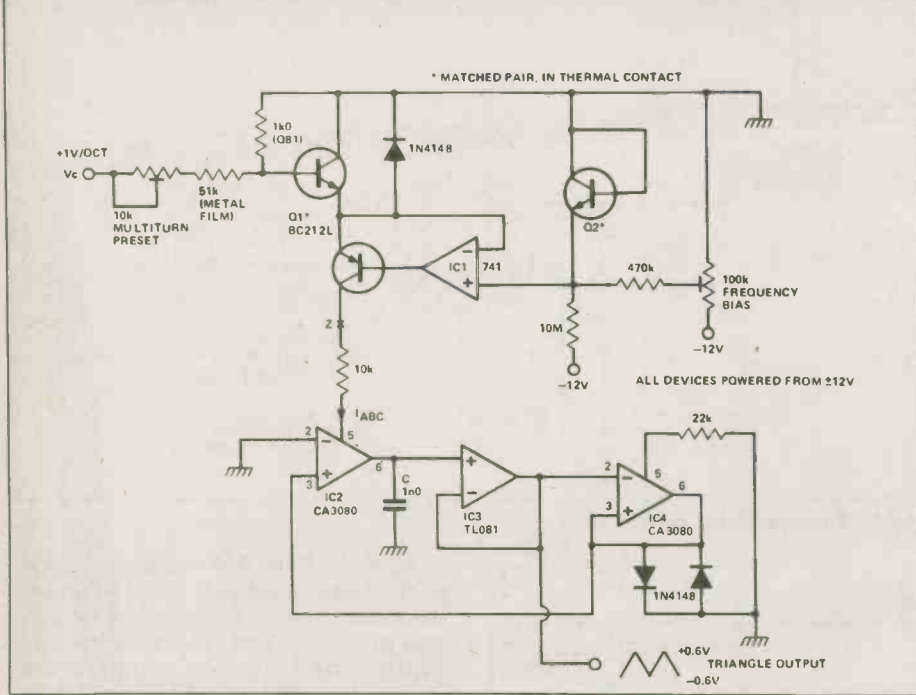 * MATCHED PAIR, IN THERMAL CONTACT
1k0
(Q81)
1N4148
+1V/OCT
Vc
51k
(METAL
FILM)
10k
MULTITURN
PRESET
Q1*
BC212L
Q2*
IC1
741
−
+
470k
100k
FREQUENCY
BIAS
−12V
10M
−12V
Z
10k
ALL DEVICES POWERED FROM ±12V
IABC
22k
2
−
5
6
3
+
IC2
CA3080
C
1n0
+
−
IC3
TL081
2
−
5
6
3
+
IC4
CA3080
1N4148
+0.6V
TRIANGLE OUTPUT
−0.6V